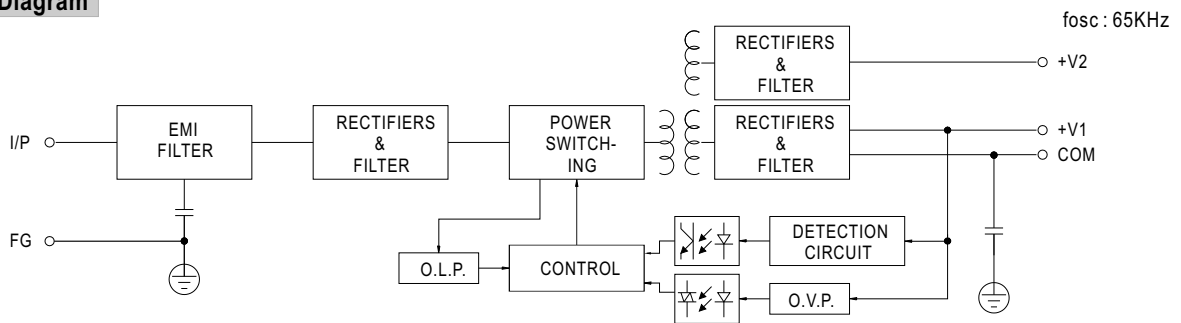 Diagram
fosc : 65KHz
RECTIFIERS
&
FILTER
+V2
I/P
EMI
FILTER
RECTIFIERS
&
FILTER
POWER
SWITCH-
ING
RECTIFIERS
&
FILTER
+V1
COM
FG
O.L.P.
CONTROL
DETECTION
CIRCUIT
O.V.P.